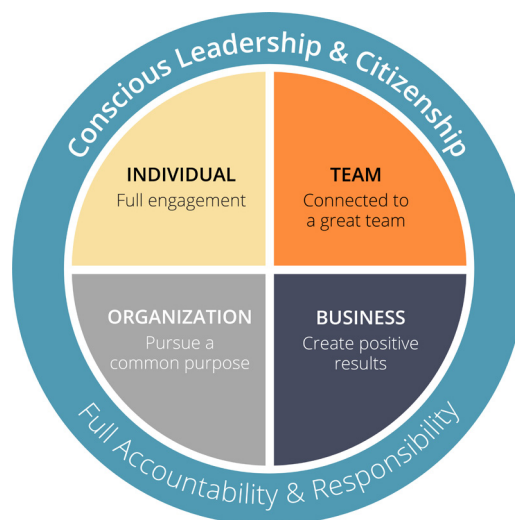 Conscious Leadership & Citizenship
INDIVIDUAL
Full engagement
TEAM
Connected to
a great team
ORGANIZATION
Pursue a
common purpose
BUSINESS
Create positive
results
Full Accountability & Responsibility